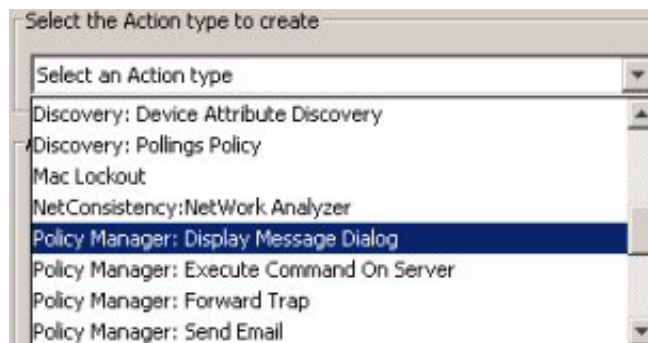 Select the Action type to create
Select an Action type
Discovery: Device Attribute Discovery
Discovery: Pollings Policy
Mac Lockout
NetConsistency:NetWork Analyzer
Policy Manager: Display Message Dialog
Policy Manager: Execute Command On Server
Policy Manager: Forward Trap
Policy Manager: Send Email